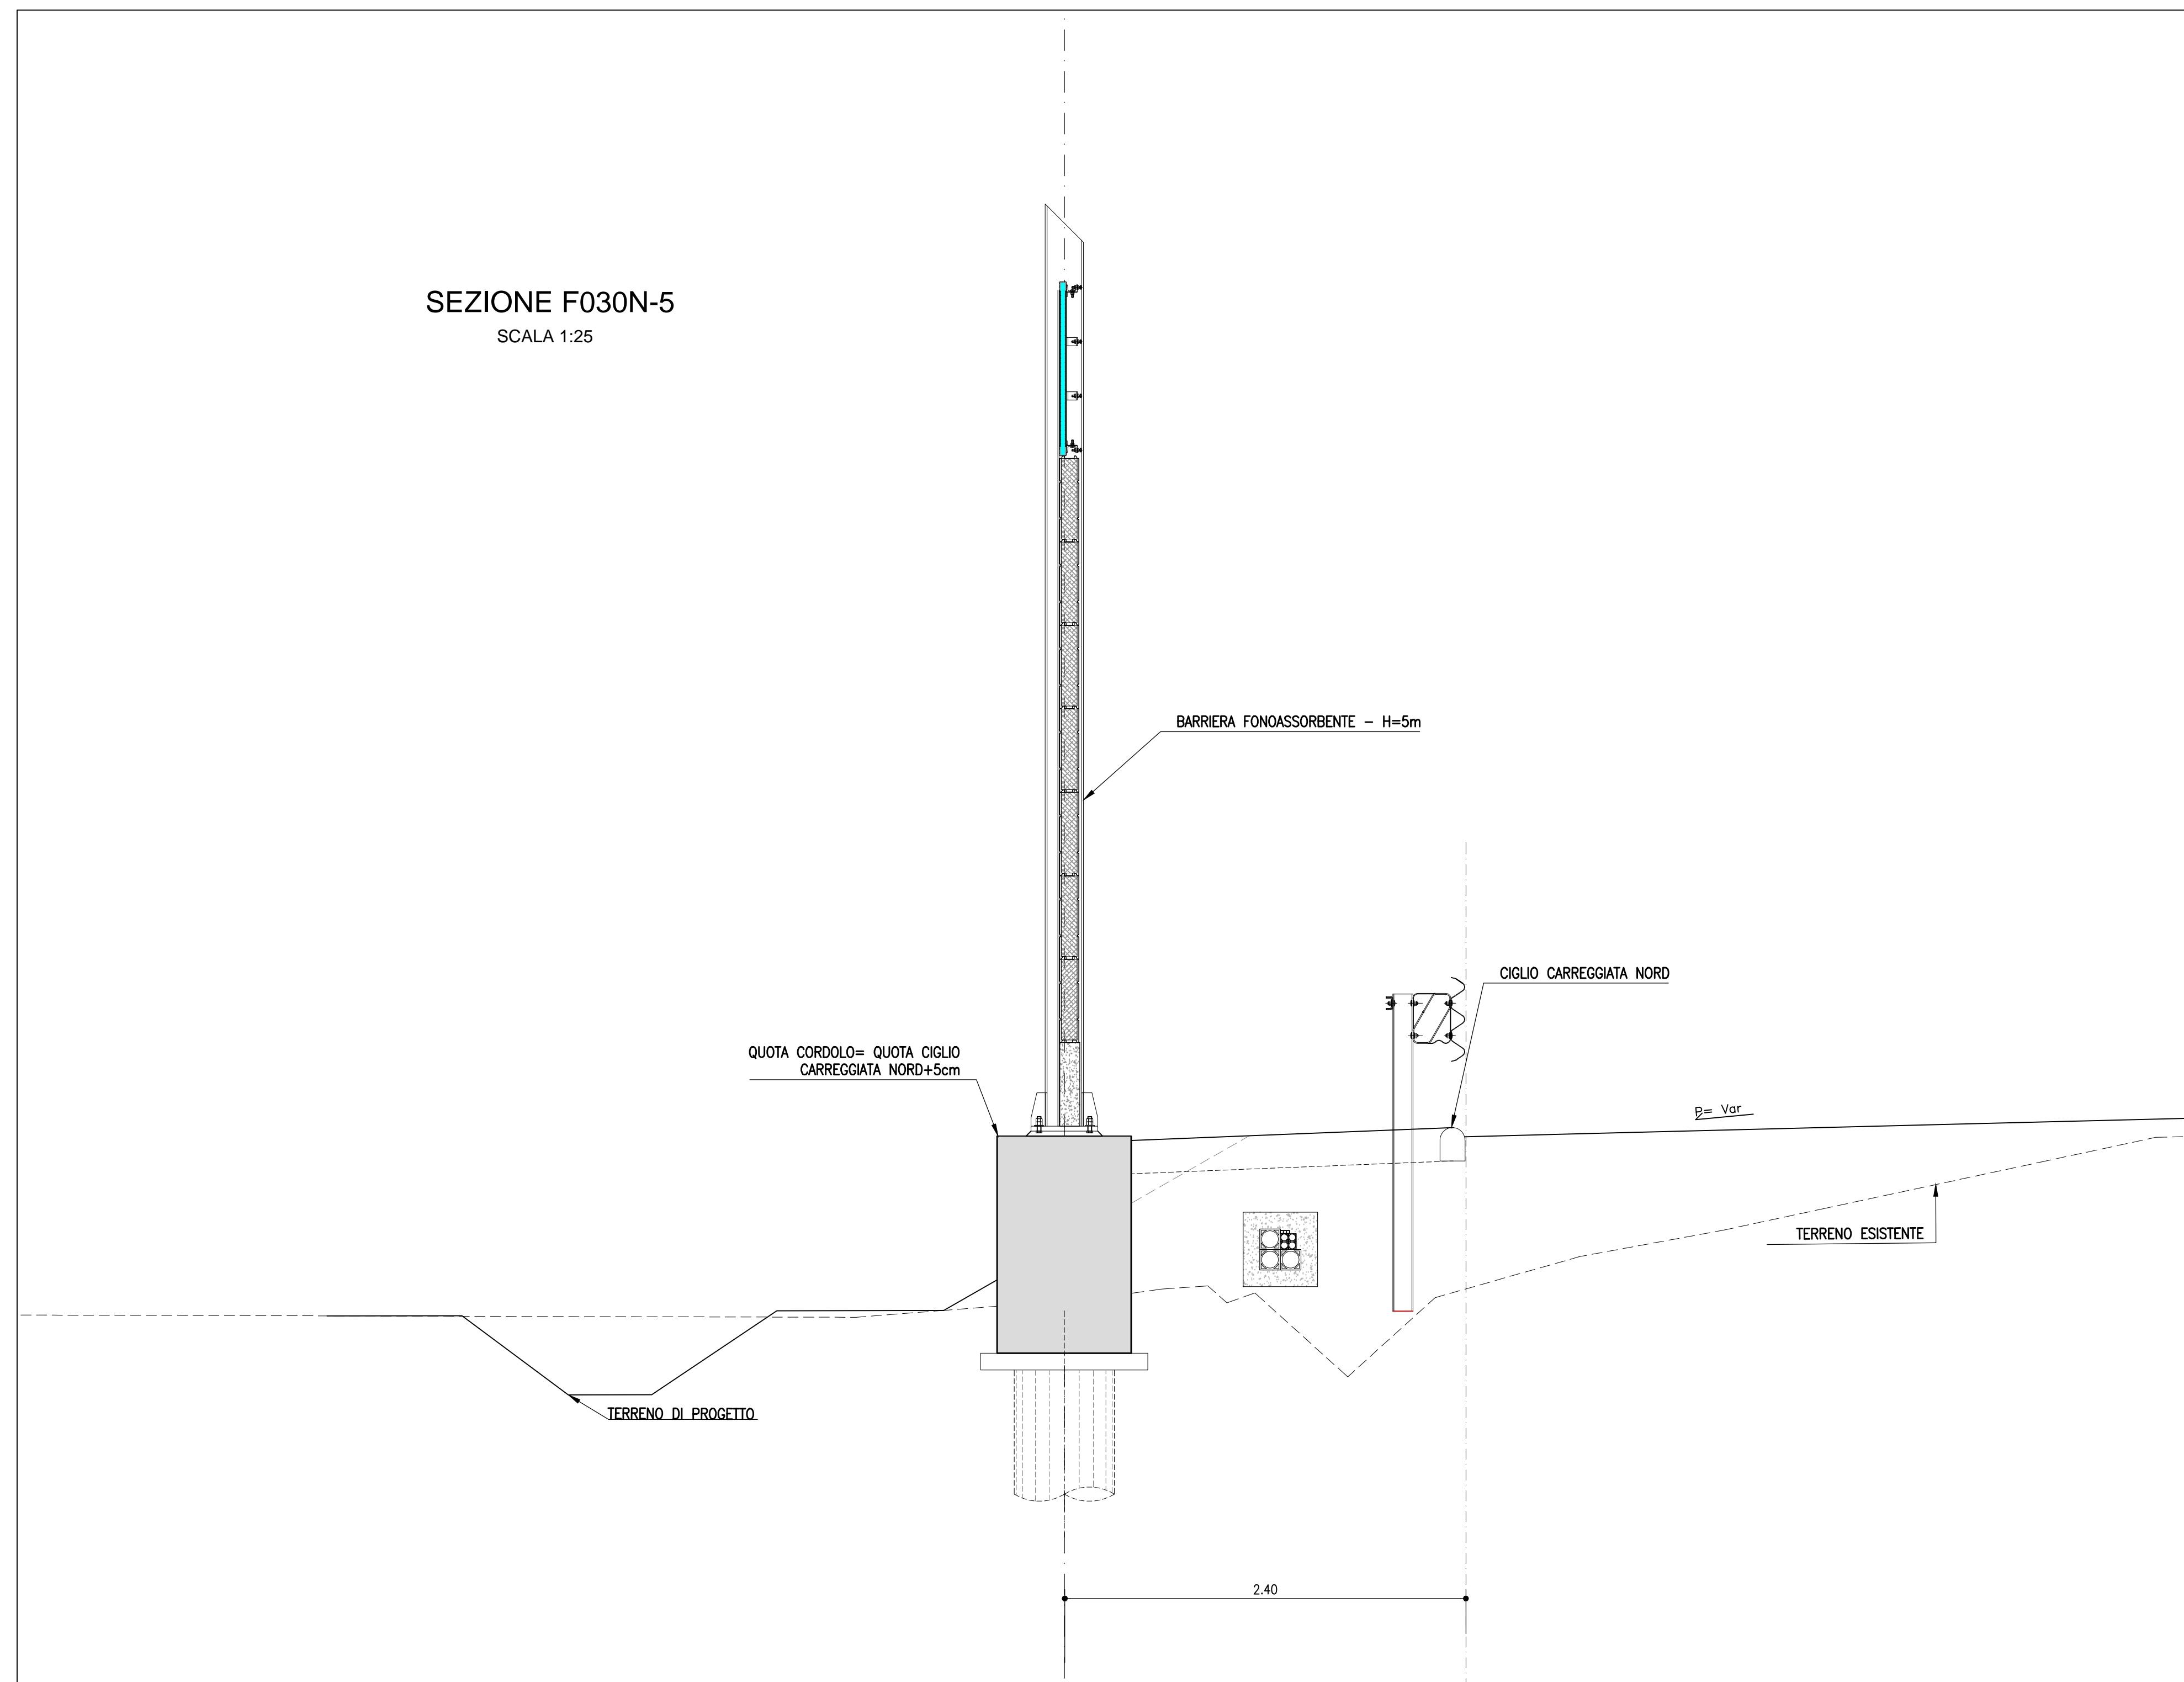 SEZIONE F030N-5
SCALA 1:25
BARRIERA FONOASSORBENTE - H=5m
CIGLIO CARREGGIATA NORD
QUOTA CORDOLO= QUOTA CIGLIO
CARREGGIATA NORD+5cm
P= Var
TERRENO ESISTENTE
TERRENO DI PROGETTO
2.40